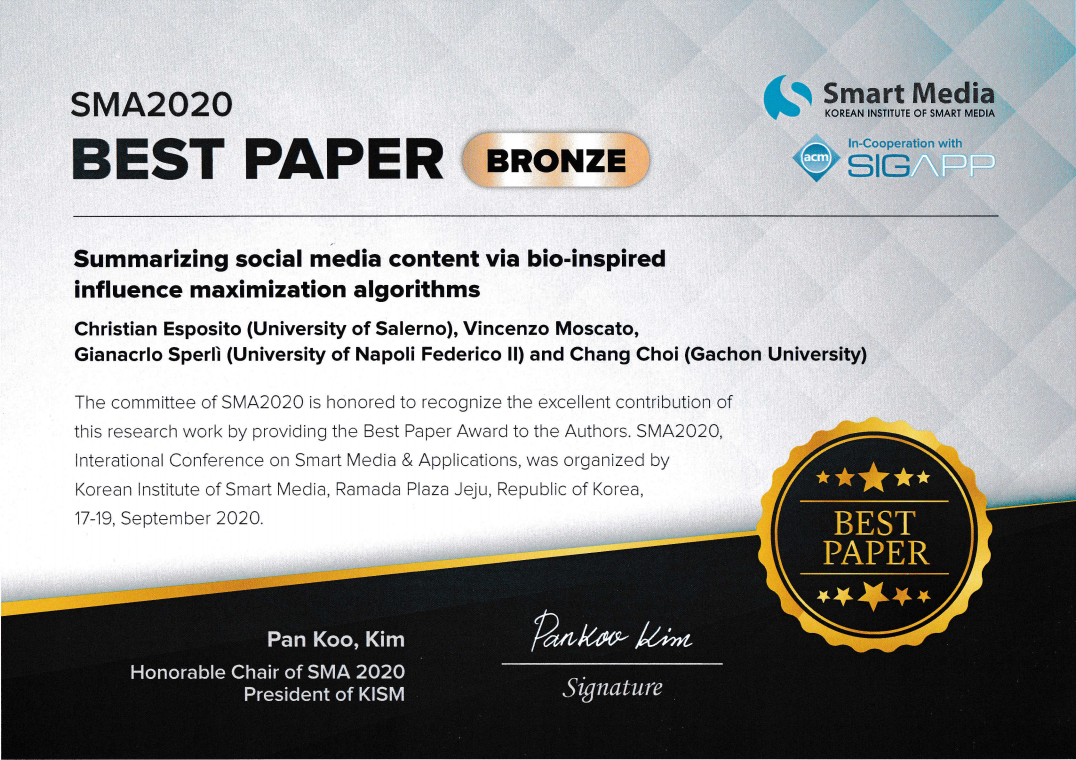 SMA2020
BEST PAPER BRONZE
Smart Media
KOREAN INSTITUTE OF SMART MEDIA
In-Cooperation with
acm SIGAPP
Summarizing social media content via bio-inspired
influence maximization algorithms
Christian Esposito (University of Salerno), Vincenzo Moscato,
Gianacrlo Sperlì (University of Napoli Federico II) and Chang Choi (Gachon University)
The committee of SMA2020 is honored to recognize the excellent contribution of
this research work by providing the Best Paper Award to the Authors. SMA2020,
Interational Conference on Smart Media & Applications, was organized by
Korean Institute of Smart Media, Ramada Plaza Jeju, Republic of Korea,
17-19, September 2020.
BEST
PAPER
Pan Koo, Kim
Honorable Chair of SMA 2020
President of KISM
Pankoo Kim
Signature